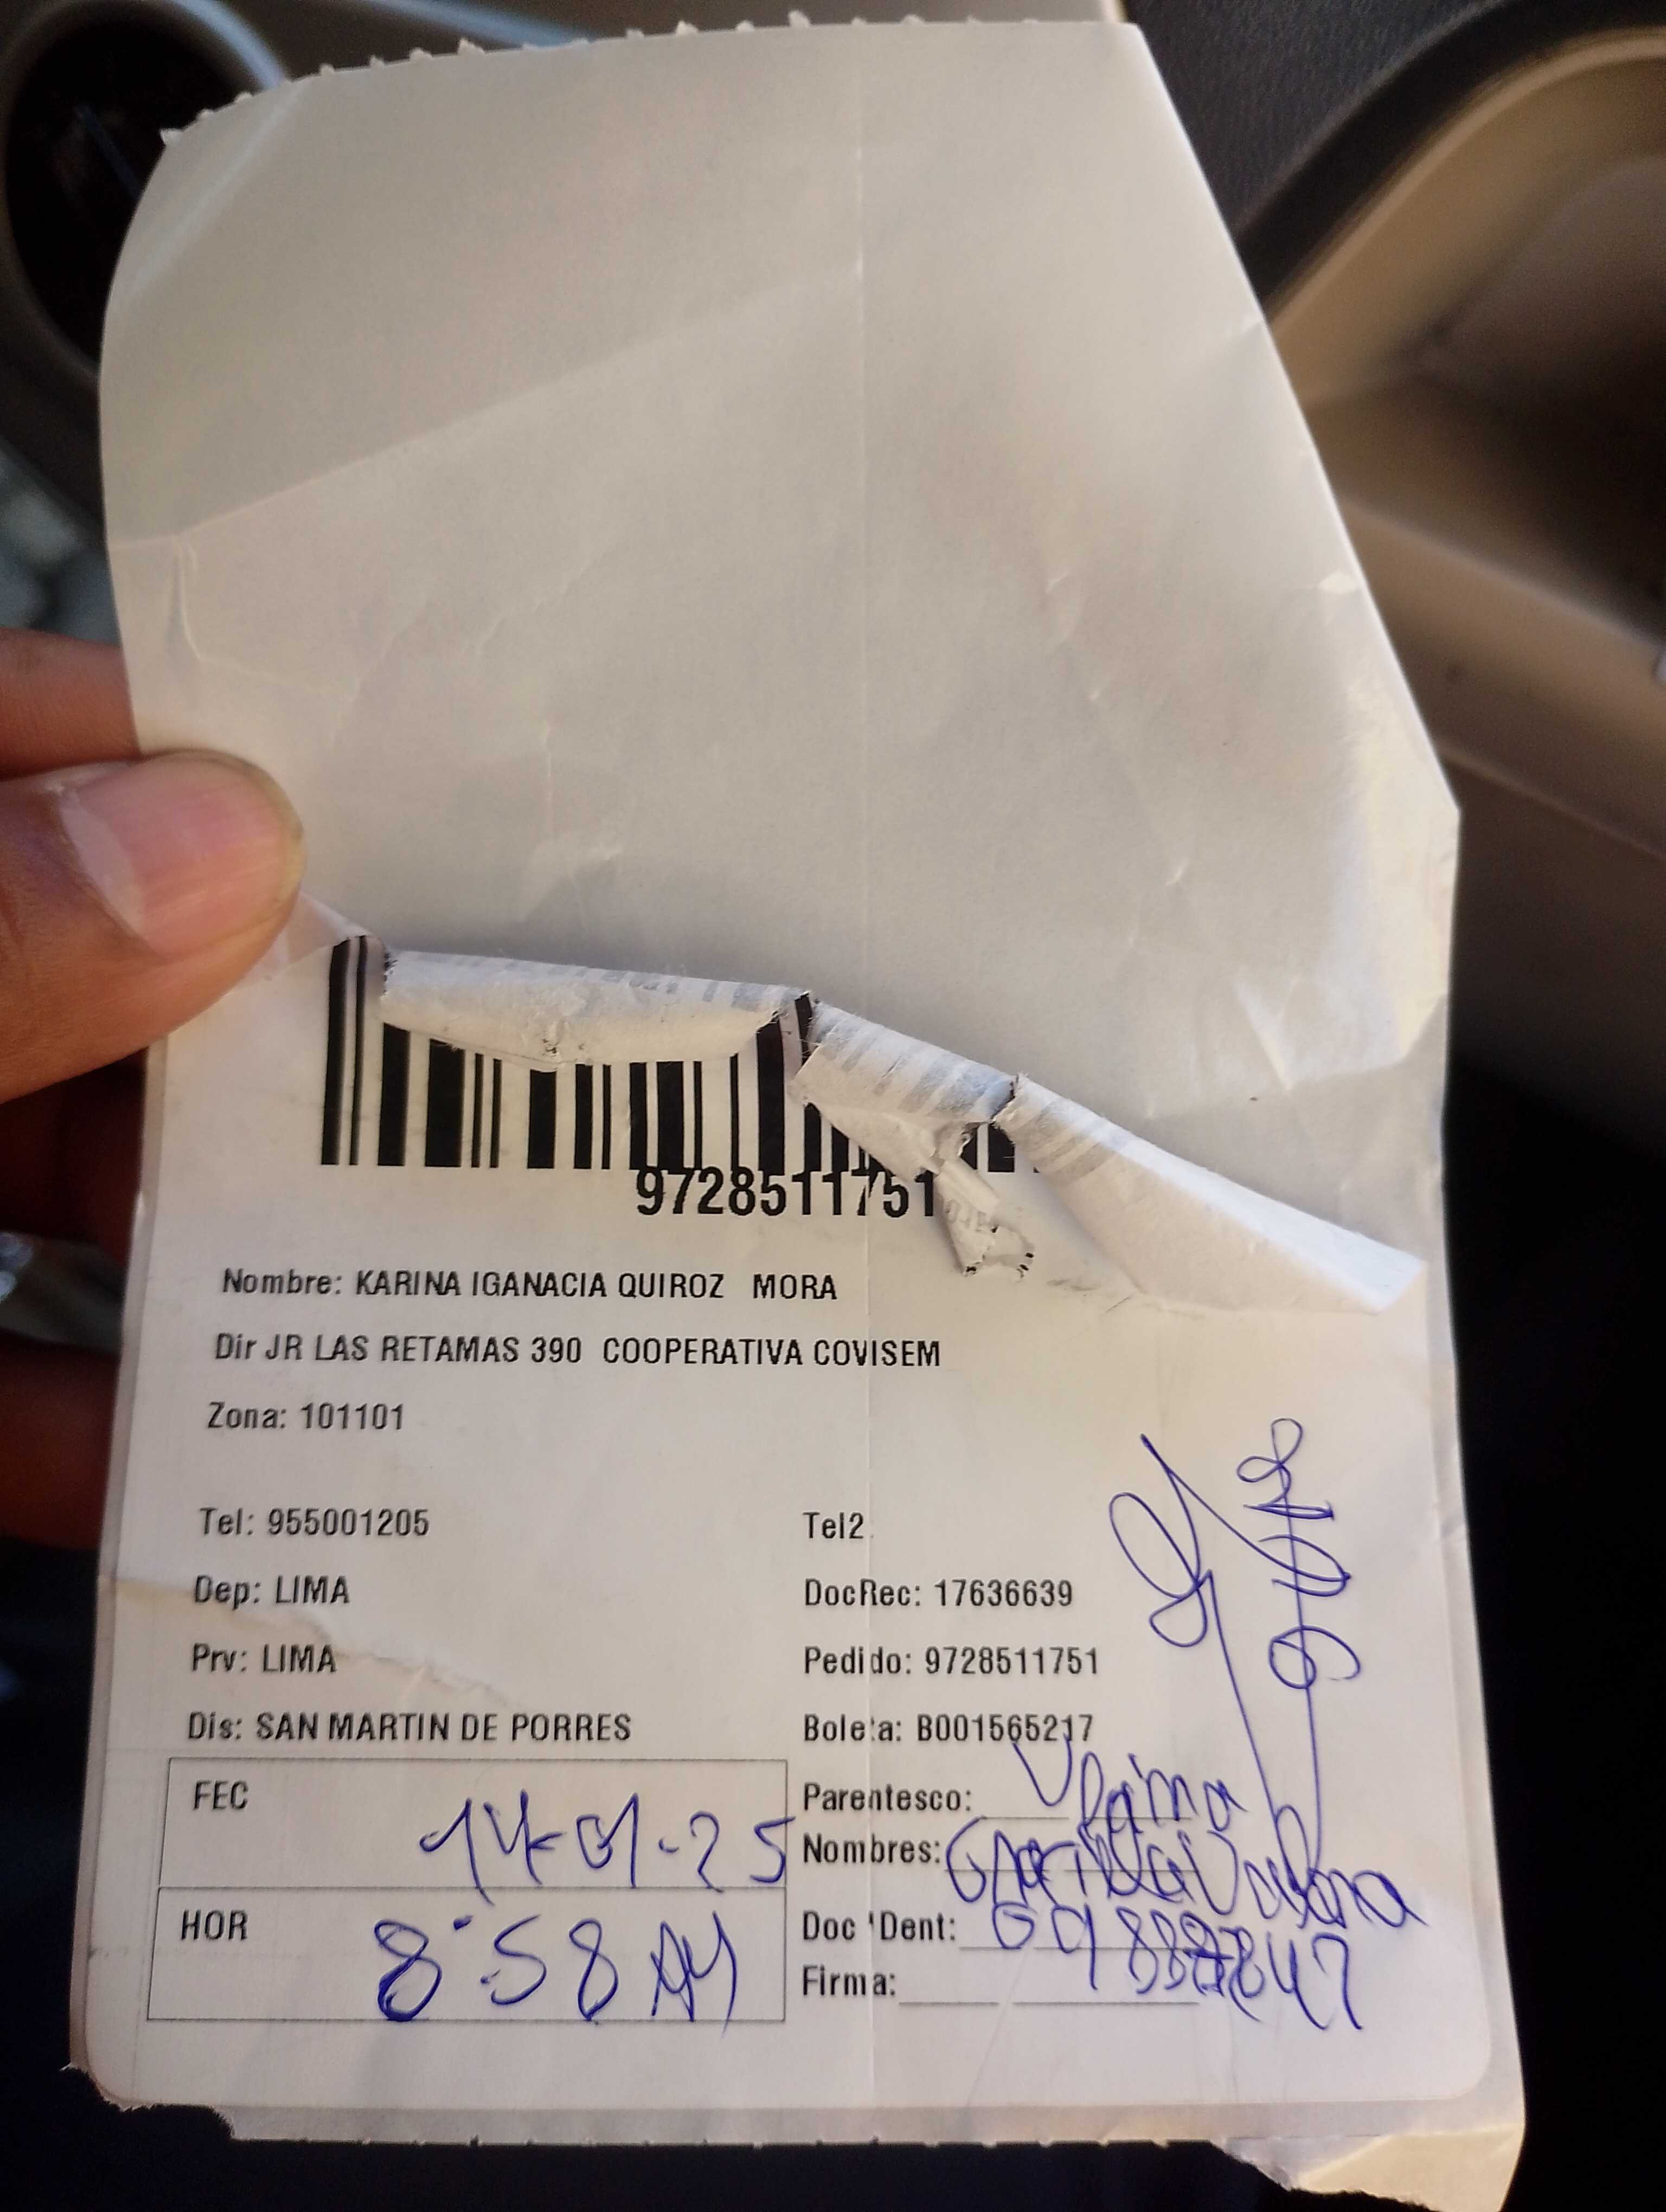 9728511751
Nombre: KARINA IGANACIA QUIROZ MORA
Dir JR LAS RETAMAS 390 COOPERATIVA COVISEM
Zona: 101101
Tel: 955001205
Tel2
Dep: LIMA
DocRec: 17636639
Prv: LIMA
Pedido: 9728511751
Dis: SAN MARTIN DE PORRES
Boleta: B001565217
FEC 14-01-25
Parentesco:
Nombres:
HOR 8:58 AM
Doc Ident:
Firma: